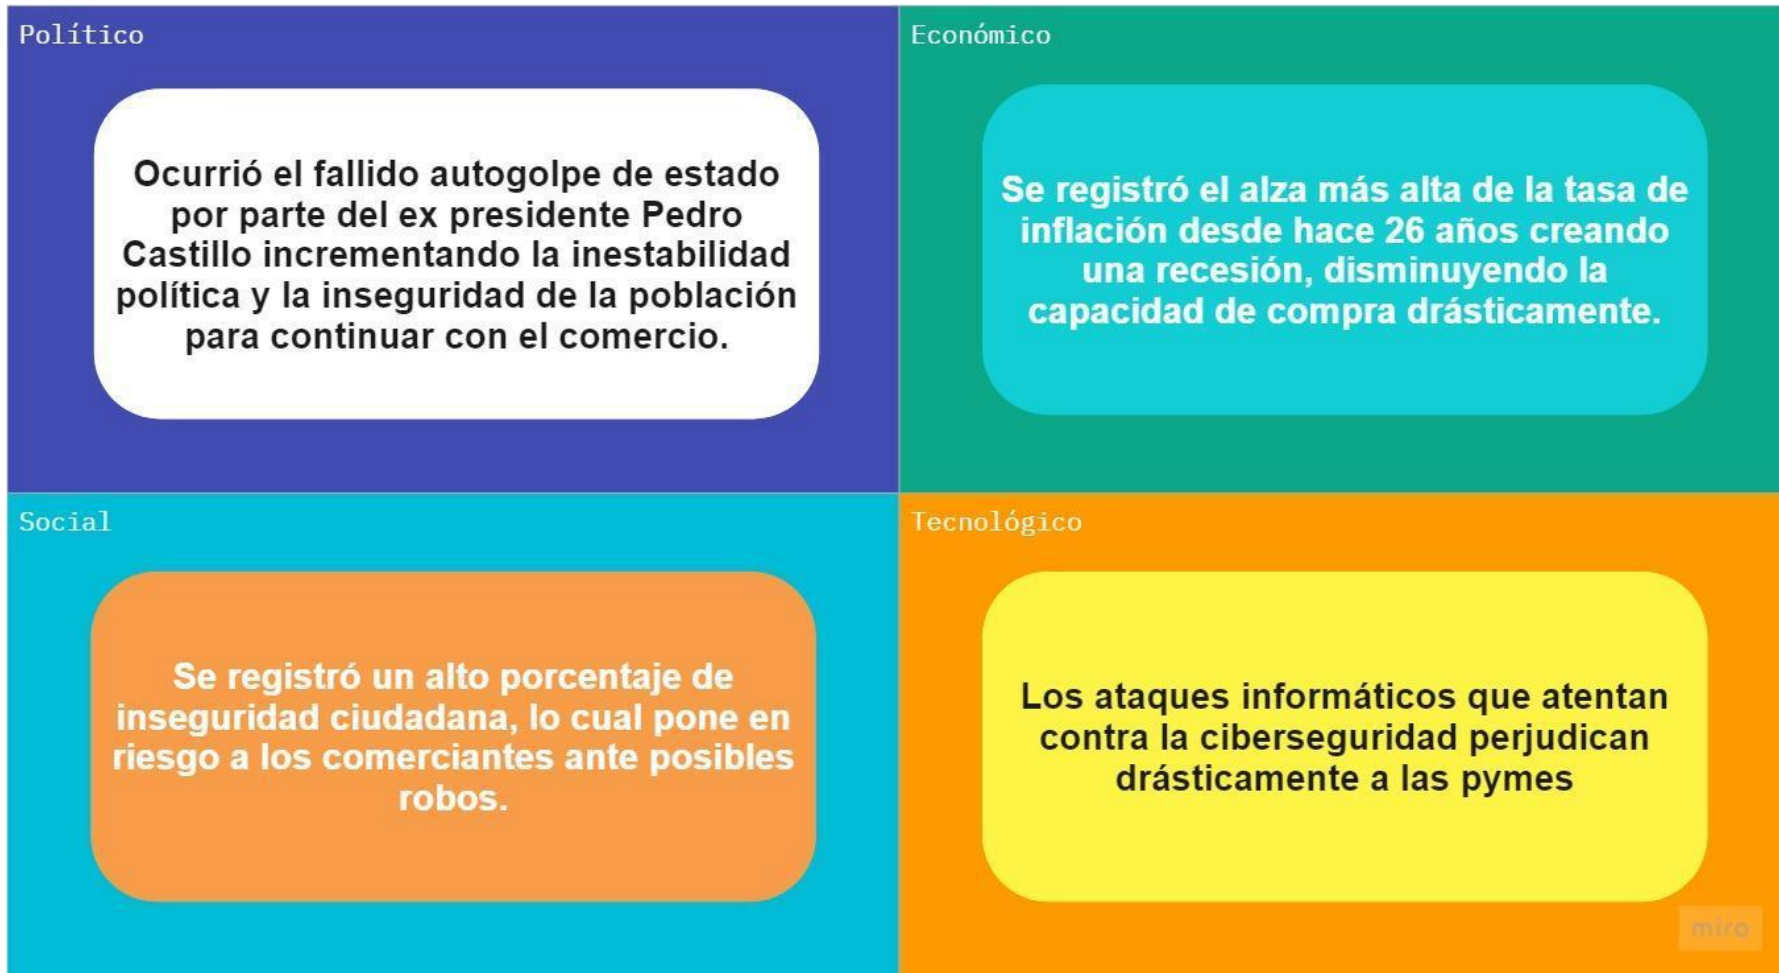 Político
Ocurrió el fallido autogolpe de estado
por parte del ex presidente Pedro
Castillo incrementando la inestabilidad
política y la inseguridad de la población
para continuar con el comercio.
Económico
Se registró el alza más alta de la tasa de
inflación desde hace 26 años creando
una recesión, disminuyendo la
capacidad de compra drásticamente.
Social
Se registró un alto porcentaje de
inseguridad ciudadana, lo cual pone en
riesgo a los comerciantes ante posibles
robos.
Tecnológico
Los ataques informáticos que atentan
contra la ciberseguridad perjudican
drásticamente a las pymes
miro